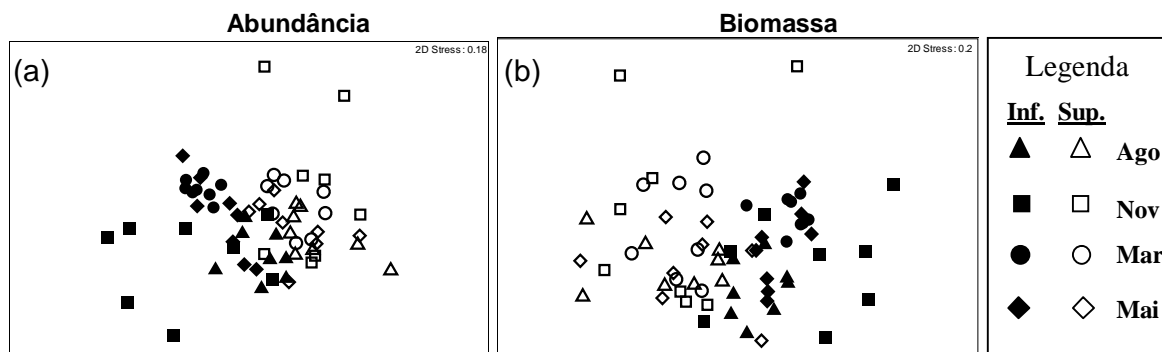 Abundância
Biomassa
2D Stress: 0.18
2D Stress: 0.2
(a)
(b)
Legenda
Inf. Sup.
Ago
Nov
Mar
Mai